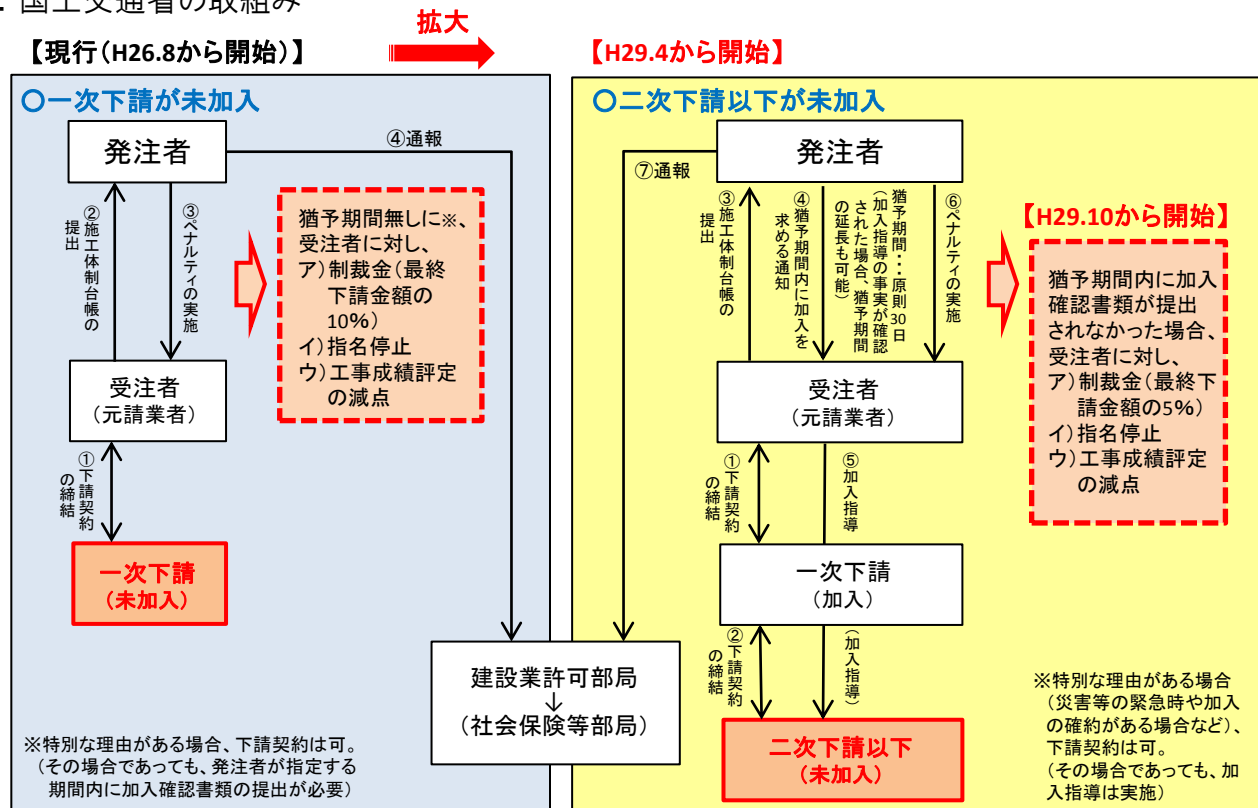 国土交通省の取組み
拡大
【現行(H26.8から開始)】
【H29.4から開始】
〇一次下請が未加入
発注者
④通報
②施工体制台帳の
提出
③ペナルティの実施
猶予期間無しに※、
受注者に対し、
ア)制裁金(最終
下請金額の
10%)
イ)指名停止
ウ)工事成績評定
の減点
受注者
(元請業者)
①下請契約
の締結
一次下請
(未加入)
※特別な理由がある場合、下請契約は可。
(その場合であっても、発注者が指定する
期間内に加入確認書類の提出が必要)
建設業許可部局
↓
(社会保険等部局)
〇二次下請以下が未加入
発注者
⑦通報
③施工体制台帳の
提出
④猶予期間内に加入を
求める通知
猶予期間・・・原則30日
(加入指導の事実が確認
された場合、猶予期間
の延長も可能)
⑥ペナルティの実施
【H29.10から開始】
猶予期間内に加入
確認書類が提出
されなかった場合、
受注者に対し、
ア)制裁金(最終下
請金額の5%)
イ)指名停止
ウ)工事成績評定
の減点
受注者
(元請業者)
①下請契約
の締結
⑤加入指導
一次下請
(加入)
②下請契約
の締結
(加入指導)
二次下請以下
(未加入)
※特別な理由がある場合
(災害等の緊急時や加入
の確約がある場合など)、
下請契約は可。
(その場合であっても、加
入指導は実施)